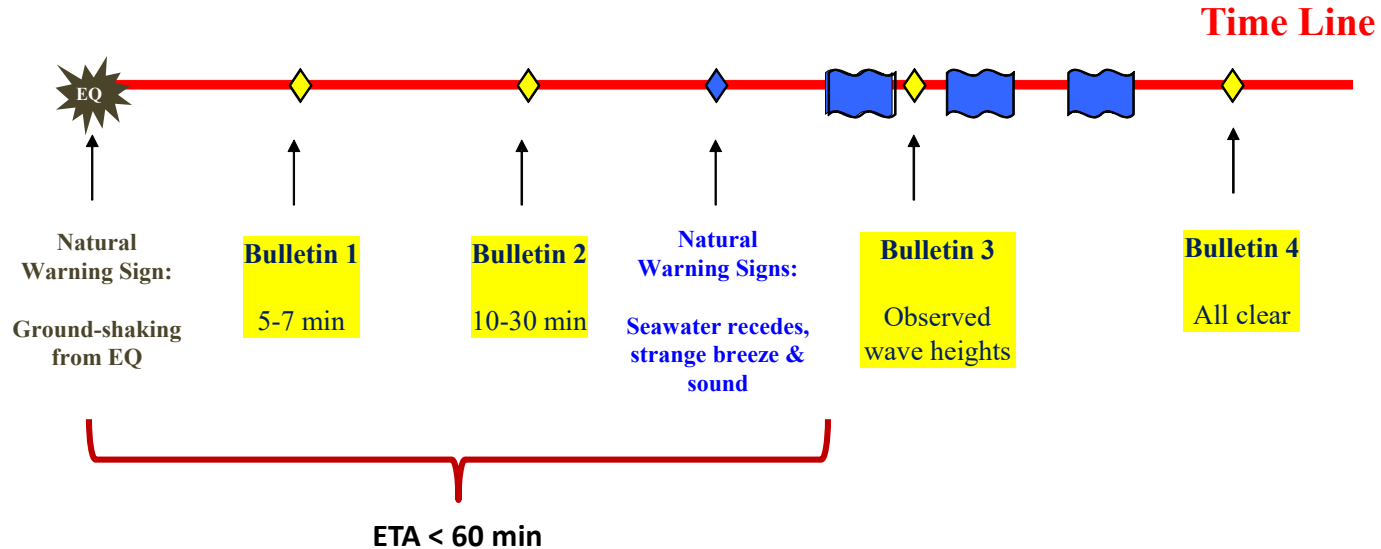 Time Line
EQ
Natural
Warning Sign:
Ground-shaking
from EQ
Bulletin 1
5-7 min
Bulletin 2
10-30 min
Natural
Warning Signs:
Seawater recedes,
strange breeze &
sound
Bulletin 3
Observed
wave heights
Bulletin 4
All clear
ETA < 60 min